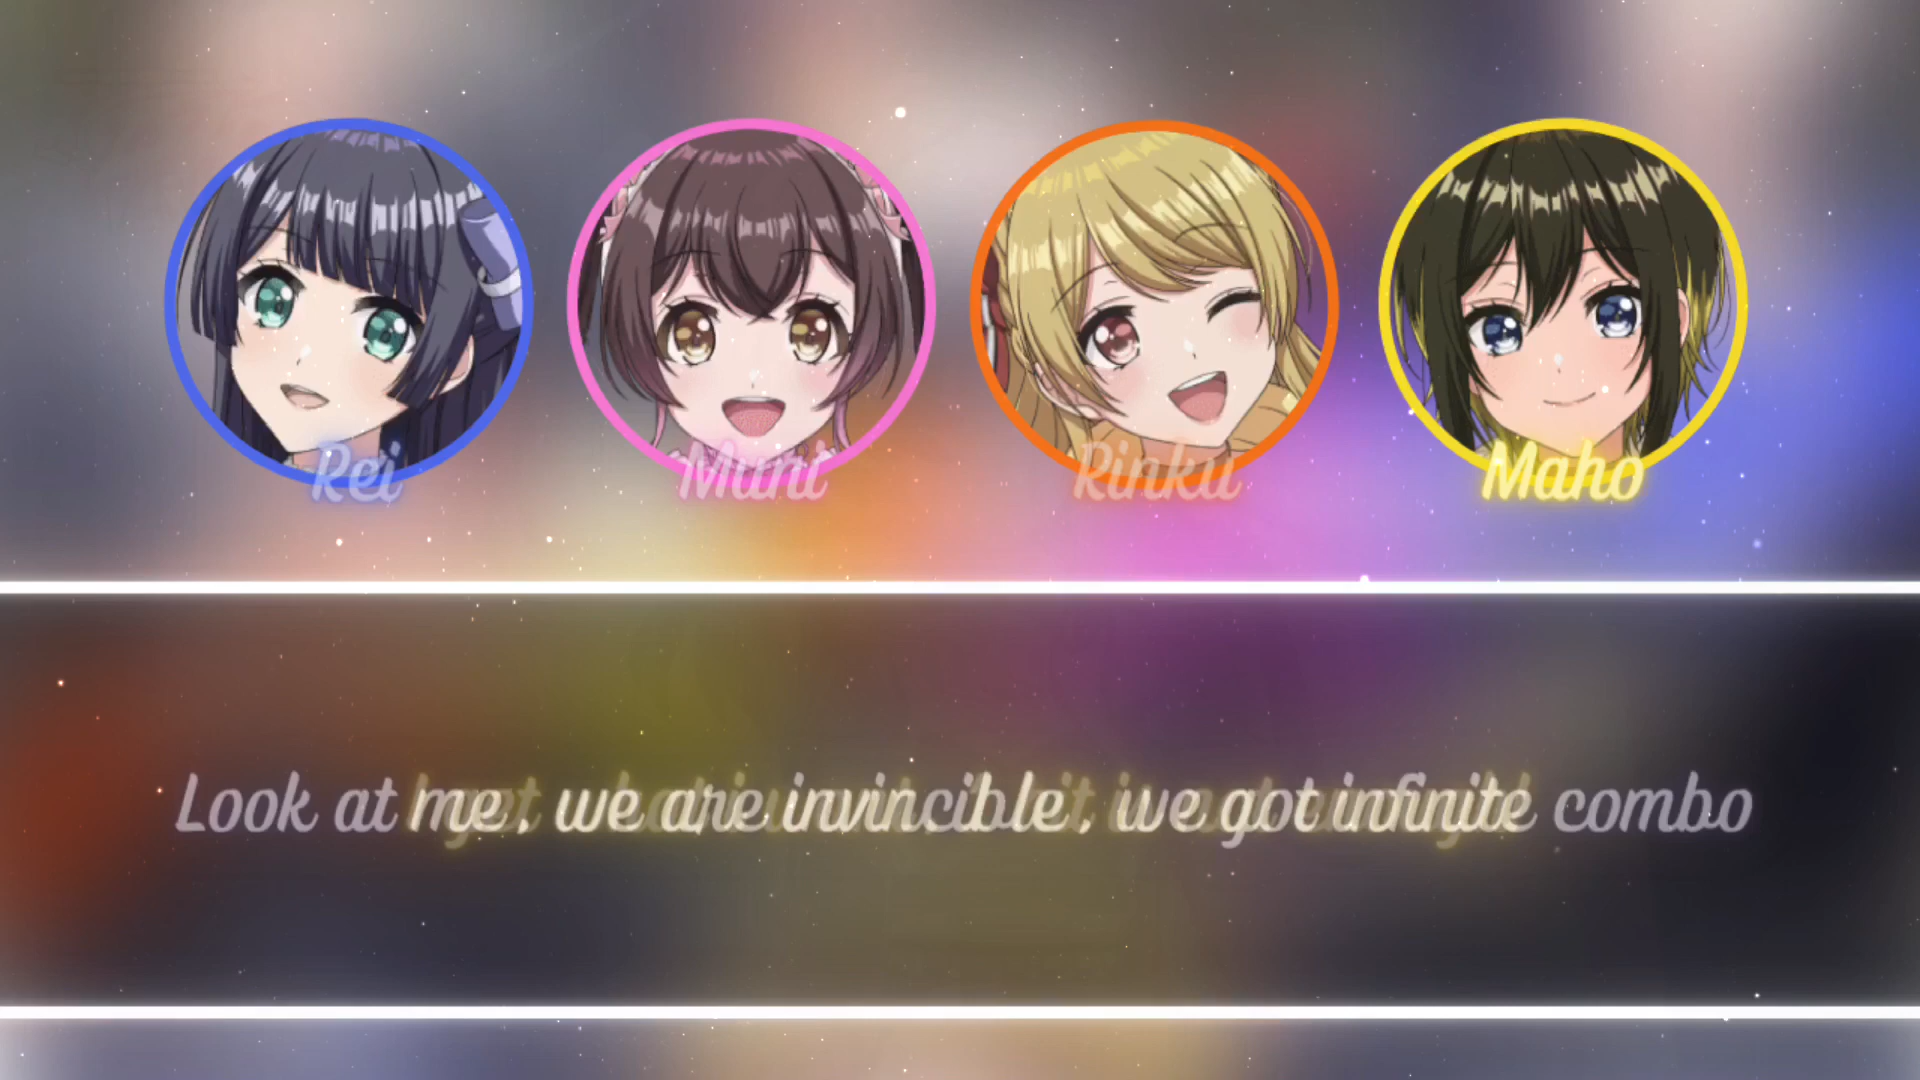 Rei Muni Rinku Maho
Look at me, we are invincible, we got infinite combo